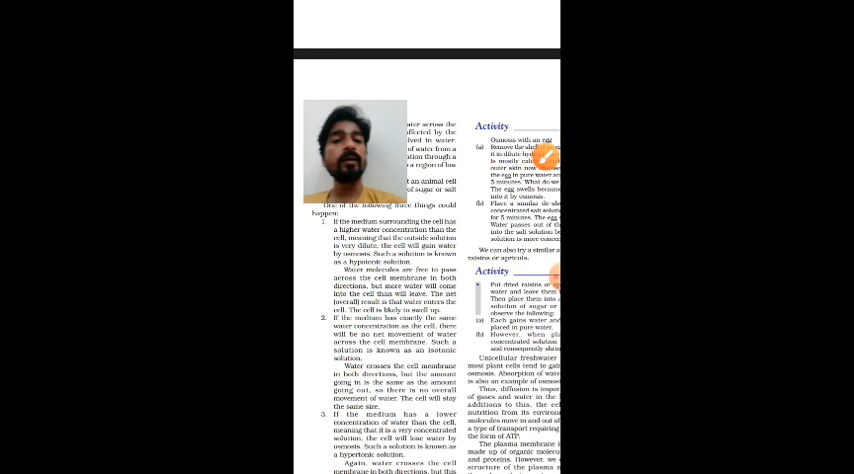 ater across the
affected by the
lved in water.
of water from a
ation through a
a region of low
t an animal cell
of sugar or salt
One of the following three things could
happen:
1. If the medium surrounding the cell has
a higher water concentration than the
cell, meaning that the outside solution
is very dilute, the cell will gain water
by osmosis. Such a solution is known
as a hypotonic solution.
Water molecules are free to pass
across the cell membrane in both
directions, but more water will come
into the cell than will leave. The net
(overall) result is that water enters the
cell. The cell is likely to swell up.
2. If the medium has exactly the same
water concentration as the cell, there
will be no net movement of water
across the cell membrane. Such a
solution is known as an isotonic
solution.
Water crosses the cell membrane
in both directions, but the amount
going in is the same as the amount
going out, so there is no overall
movement of water. The cell will stay
the same size.
3. If the medium has a lower
concentration of water than the cell,
meaning that it is a very concentrated
solution, the cell will lose water by
osmosis. Such a solution is known as
a hypertonic solution.
Again, water crosses the cell
membrane in both directions, but this
Activity
Osmosis with an egg
(a) Remove the shell
it in dilute hyd
is mostly calc
outer skin now
the egg in pure water an
5 minutes. What do we
The egg swells because
into it by osmosis.
(b) Place a similar de-sh
concentrated salt solut
for 5 minutes. The egg
Water passes out of th
into the salt solution be
solution is more concen
We can also try a similar a
raisins or apricots.
Activity
• Put dried raisins or ap
water and leave them
Then place them into a
solution of sugar or
observe the following:
(a) Each gains water and
placed in pure water.
(b) However, when pla
concentrated solution
and consequently shrin
Unicellular freshwater
most plant cells tend to gain
osmosis. Absorption of wate
is also an example of osmos
Thus, diffusion is impor
of gases and water in the l
additions to this, the cel
nutrition from its environ
molecules move in and out of
a type of transport requiring
the form of ATP.
The plasma membrane i
made up of organic molecu
and proteins. However, we
structure of the plasma